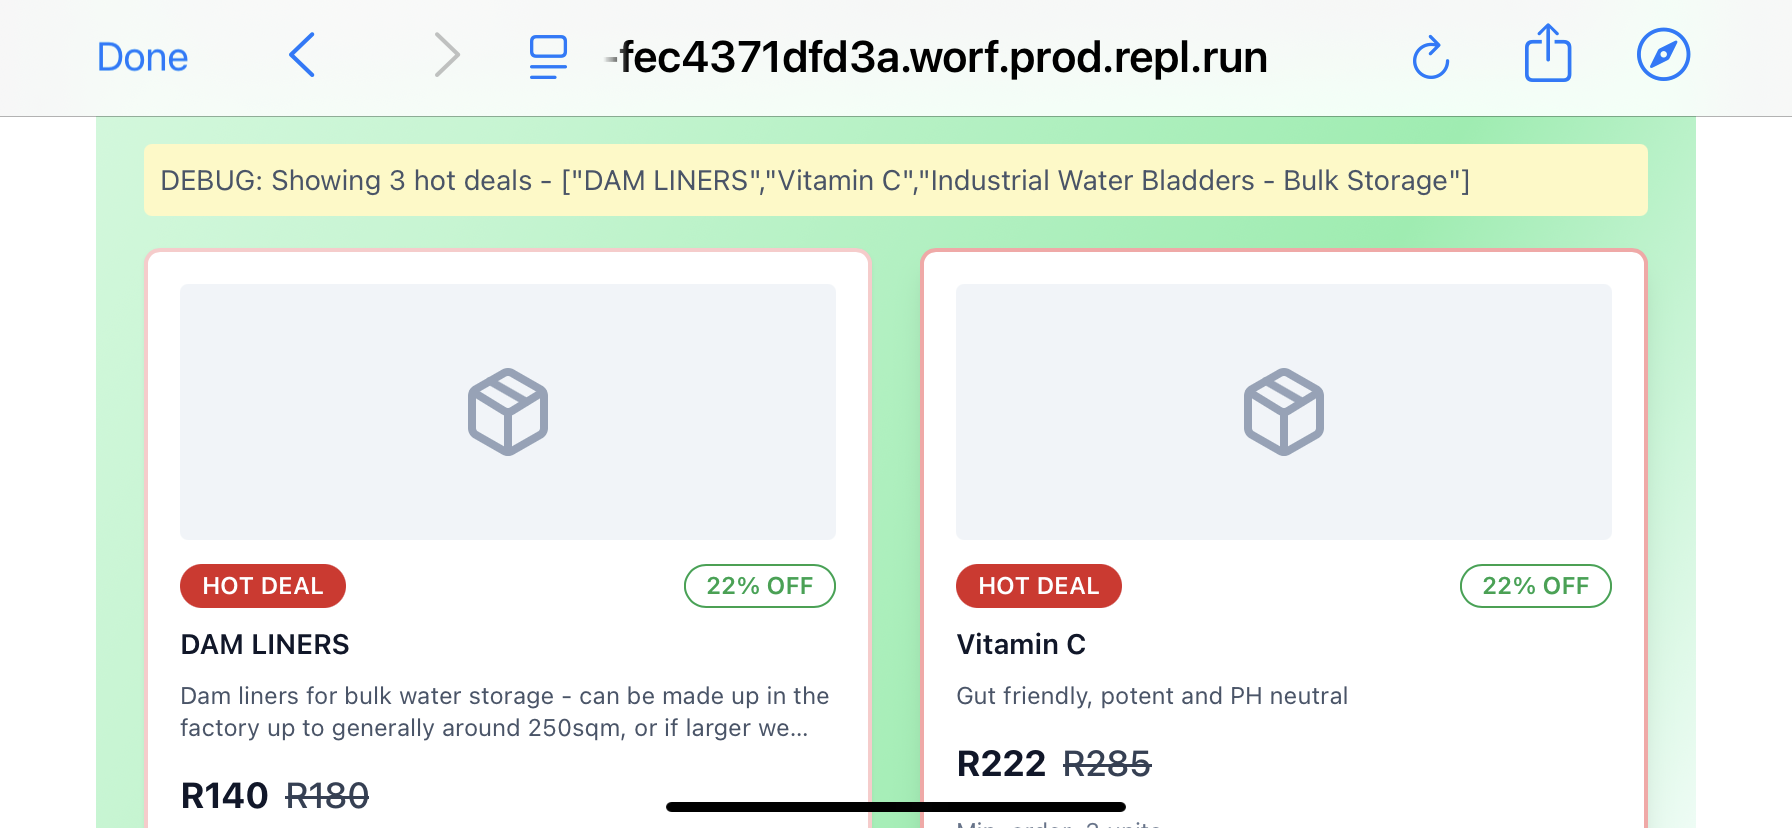 Done
-fec4371dfd3a.worf.prod.repl.run
DEBUG: Showing 3 hot deals - ["DAM LINERS","Vitamin C","Industrial Water Bladders - Bulk Storage"]
HOT DEAL
22% OFF
DAM LINERS
Dam liners for bulk water storage - can be made up in the
factory up to generally around 250sqm, or if larger we...
R140 R180
HOT DEAL
22% OFF
Vitamin C
Gut friendly, potent and PH neutral
R222 R285